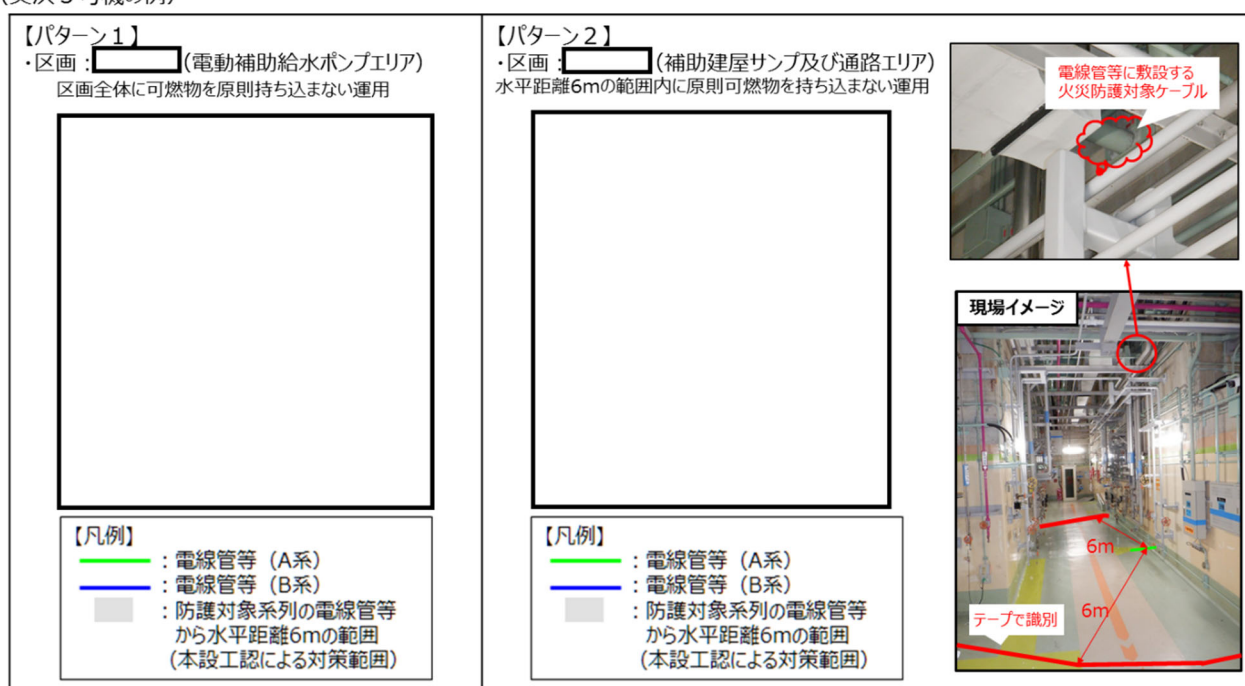 【パターン1】
・区画：(電動補助給水ポンプエリア)
区画全体に可燃物を原則持ち込まない運用
【凡例】
：電線管等（A系）
：電線管等（B系）
：防護対象系列の電線管等
から水平距離6mの範囲
（本設工認による対策範囲）
【パターン2】
・区画：(補助建屋サンプ及び通路エリア)
水平距離6mの範囲内に原則可燃物を持ち込まない運用
【凡例】
：電線管等（A系）
：電線管等（B系）
：防護対象系列の電線管等
から水平距離6mの範囲
（本設工認による対策範囲）
電線管等に敷設する
火災防護対象ケーブル
現場イメージ
6m
6m
テープで識別